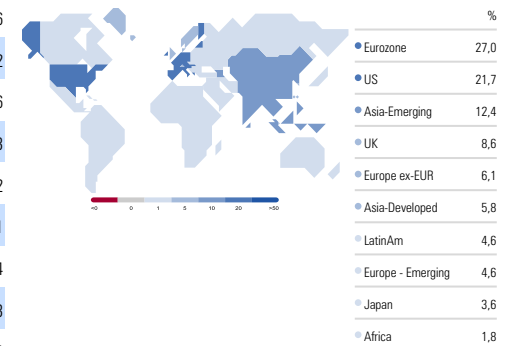 %
Eurozone 27,0
US 21,7
Asia-Emerging 12,4
UK 8,6
Europe ex-EUR 6,1
Asia-Developed 5,8
LatinAm 4,6
Europe - Emerging 4,6
Japan 3,6
Africa 1,8
<0 0 1 5 10 20 >50